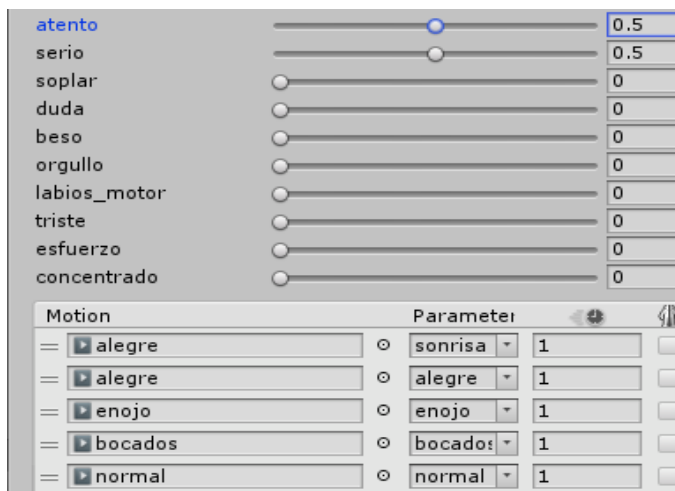 atento 0.5
serio 0.5
soplar 0
duda 0
beso 0
orgullo 0
labios_motor 0
triste 0
esfuerzo 0
concentrado 0
Motion Parameter
alegre sonrisa 1
alegre alegre 1
enojo enojo 1
bocados bocados 1
normal normal 1